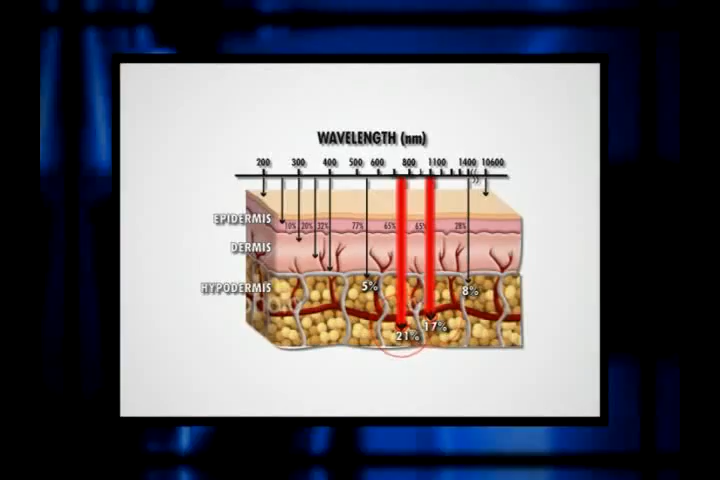 WAVELENGTH (nm)
200 300 400 500 600 800 1100 1400 10600
EPIDERMIS
10% 20% 32% 77% 65% 65% 28%
DERMIS
HYPODERMIS
5% 8%
21% 17%